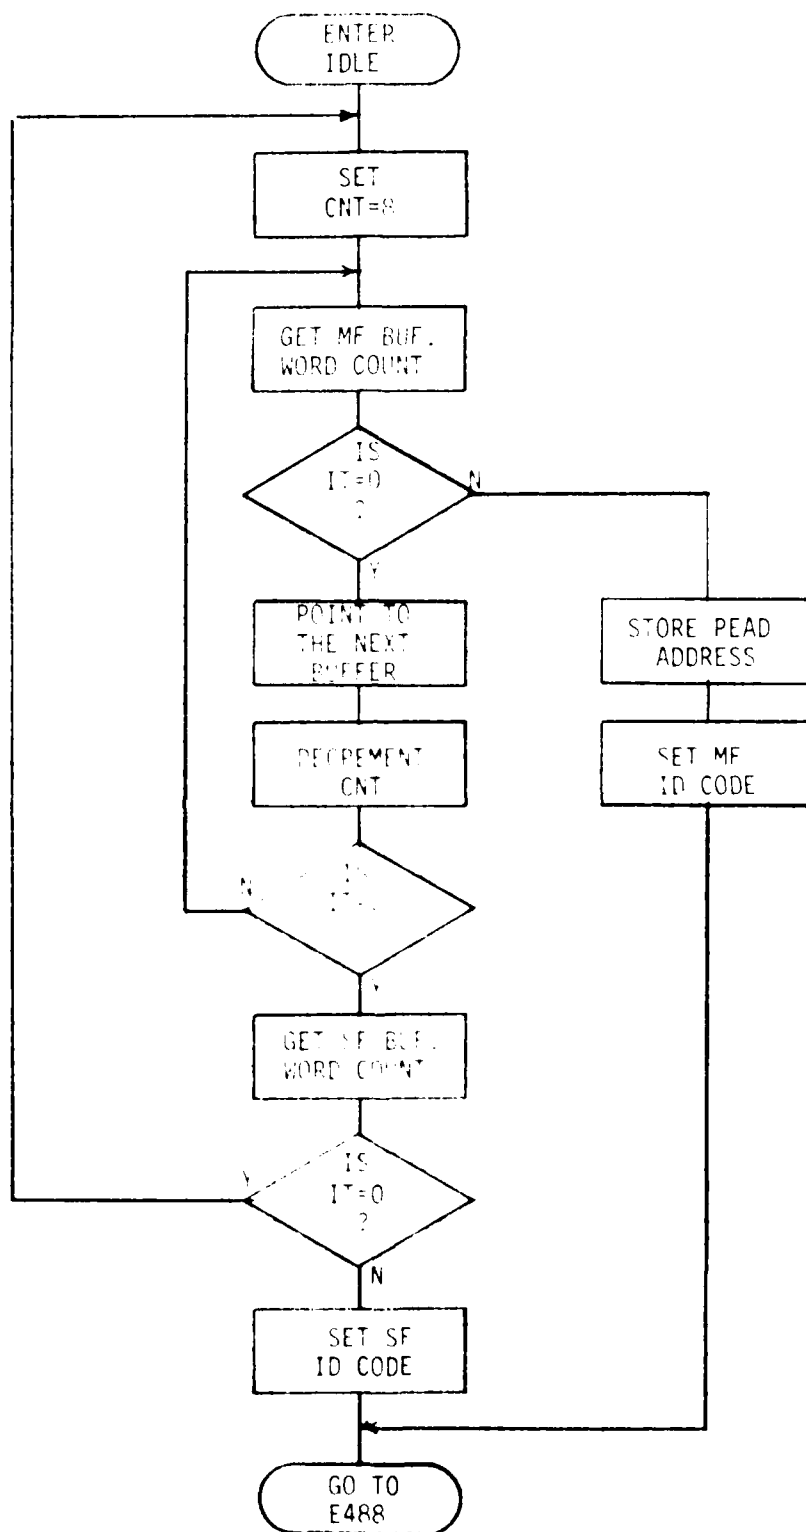 ENTER
IDLE
SET
CNT=8
GET MF BUF.
WORD COUNT
IS
IT=0
?
N
Y
POINT TO
THE NEXT
BUFFER
STORE READ
ADDRESS
DECREMENT
CNT
SET MF
ID CODE
N
GET SF BUF.
WORD COUNT
Y
IS
IT=0
?
N
SET SF
ID CODE
GO TO
E488